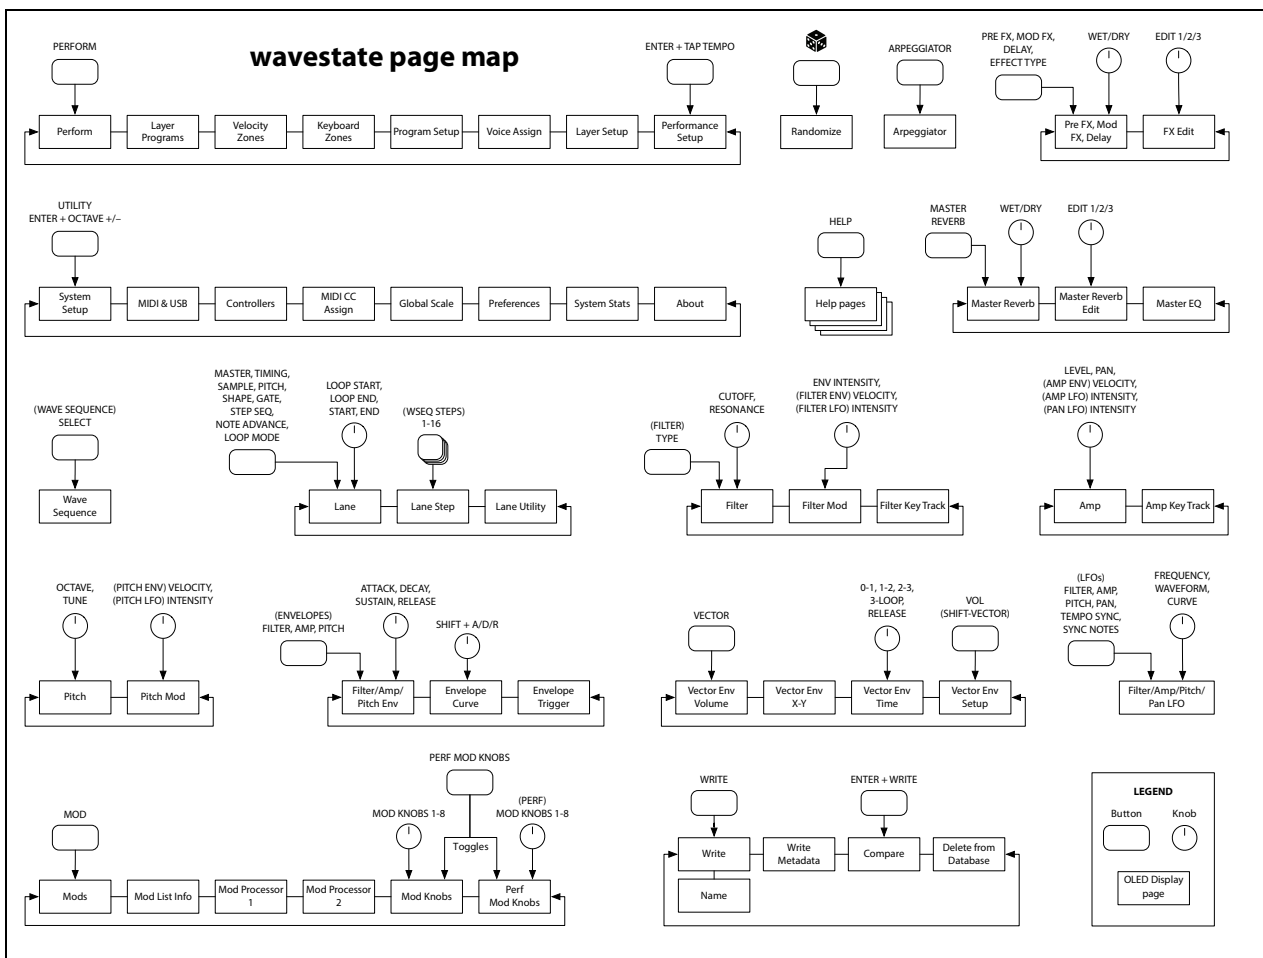 wavestate page map
PERFORM
ENTER + TAP TEMPO
ARPEGGIATOR
PRE FX, MOD FX,
DELAY,
EFFECT TYPE
WET/DRY
EDIT 1/2/3
Perform
Layer
Programs
Velocity
Zones
Keyboard
Zones
Program Setup
Voice Assign
Layer Setup
Performance
Setup
Randomize
Arpeggiator
Pre FX, Mod
FX, Delay
FX Edit
UTILITY
ENTER + OCTAVE +/–
HELP
MASTER
REVERB
WET/DRY
EDIT 1/2/3
System
Setup
MIDI & USB
Controllers
MIDI CC
Assign
Global Scale
Preferences
System Stats
About
Help pages
Master Reverb
Master Reverb
Edit
Master EQ
(WAVE SEQUENCE)
SELECT
MASTER, TIMING,
SAMPLE, PITCH,
SHAPE, GATE,
STEP SEQ,
NOTE ADVANCE,
LOOP MODE
LOOP START,
LOOP END,
START, END
(WSEQ STEPS)
1-16
(FILTER)
TYPE
CUTOFF,
RESONANCE
ENV INTENSITY,
(FILTER ENV) VELOCITY,
(FILTER LFO) INTENSITY
LEVEL, PAN,
(AMP ENV) VELOCITY,
(AMP LFO) INTENSITY,
(PAN LFO) INTENSITY
Wave
Sequence
Lane
Lane Step
Lane Utility
Filter
Filter Mod
Filter Key Track
Amp
Amp Key Track
OCTAVE,
TUNE
(PITCH ENV) VELOCITY,
(PITCH LFO) INTENSITY
(ENVELOPES)
FILTER, AMP, PITCH
ATTACK, DECAY,
SUSTAIN, RELEASE
SHIFT + A/D/R
VECTOR
0-1, 1-2, 2-3,
3-LOOP,
RELEASE
VOL
(SHIFT-VECTOR)
(LFOs)
FILTER, AMP,
PITCH, PAN,
TEMPO SYNC,
SYNC NOTES
FREQUENCY,
WAVEFORM,
CURVE
Pitch
Pitch Mod
Filter/Amp/
Pitch Env
Envelope
Curve
Envelope
Trigger
Vector Env
Volume
Vector Env
X-Y
Vector Env
Time
Vector Env
Setup
Filter/Amp/Pitch/
Pan LFO
MOD
PERF MOD KNOBS
MOD KNOBS 1-8
(PERF)
MOD KNOBS 1-8
Toggles
WRITE
ENTER + WRITE
Mods
Mod List Info
Mod Processor
1
Mod Processor
2
Mod Knobs
Perf
Mod Knobs
Write
Write
Metadata
Compare
Delete from
Database
Name
LEGEND
Button
Knob
OLED Display
page